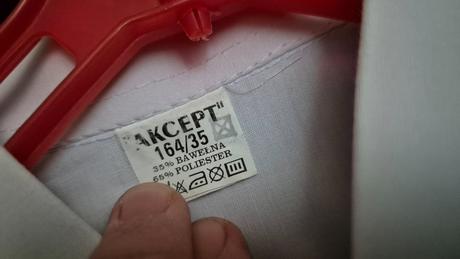 "AKCEPT"
164/35
35% BAWEŁNA
65% POLIESTER